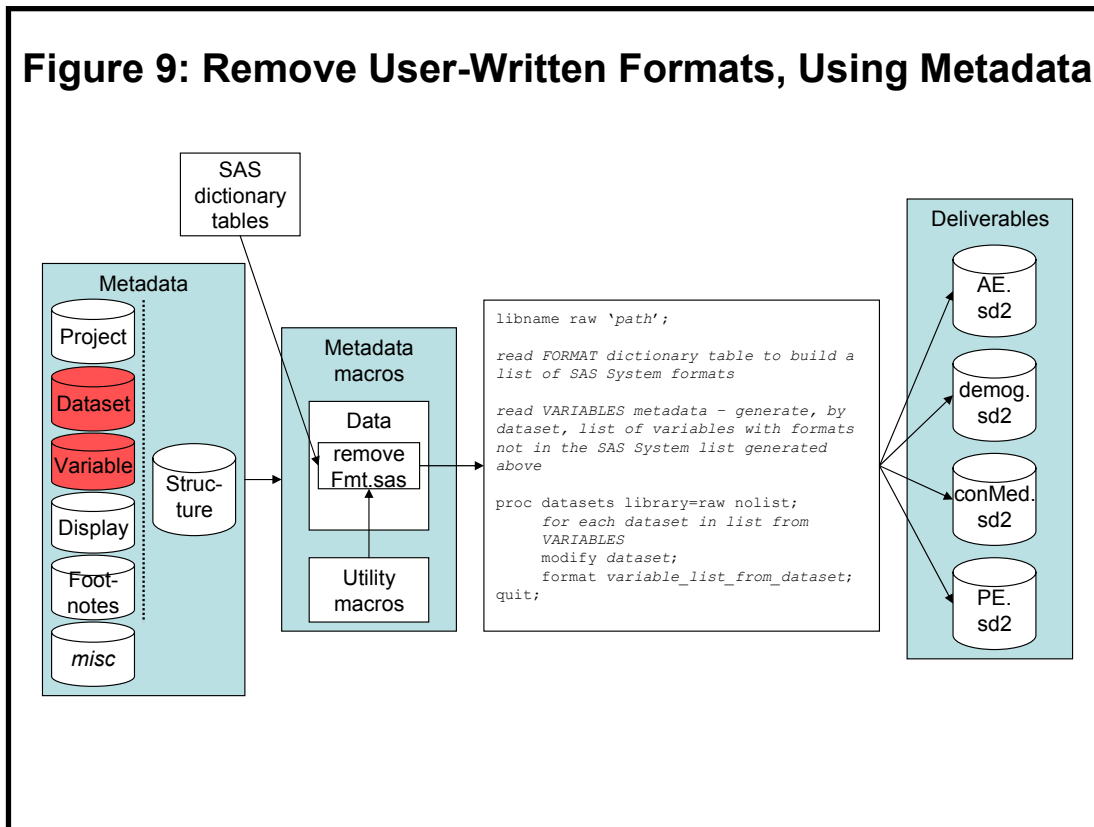 Figure 9: Remove User-Written Formats, Using Metadata
SAS
dictionary
tables
Metadata
Project
Dataset
Variable
Display
Foot-
notes
misc
Struc-
ture
Metadata
macros
Data
remove
Fmt.sas
Utility
macros
libname raw ‘path’;
read FORMAT dictionary table to build a
list of SAS System formats
read VARIABLES metadata – generate, by
dataset, list of variables with formats
not in the SAS System list generated
above
proc datasets library=raw nolist;
for each dataset in list from
VARIABLES
modify dataset;
format variable_list_from_dataset;
quit;
Deliverables
AE.
sd2
demog.
sd2
conMed.
sd2
PE.
sd2